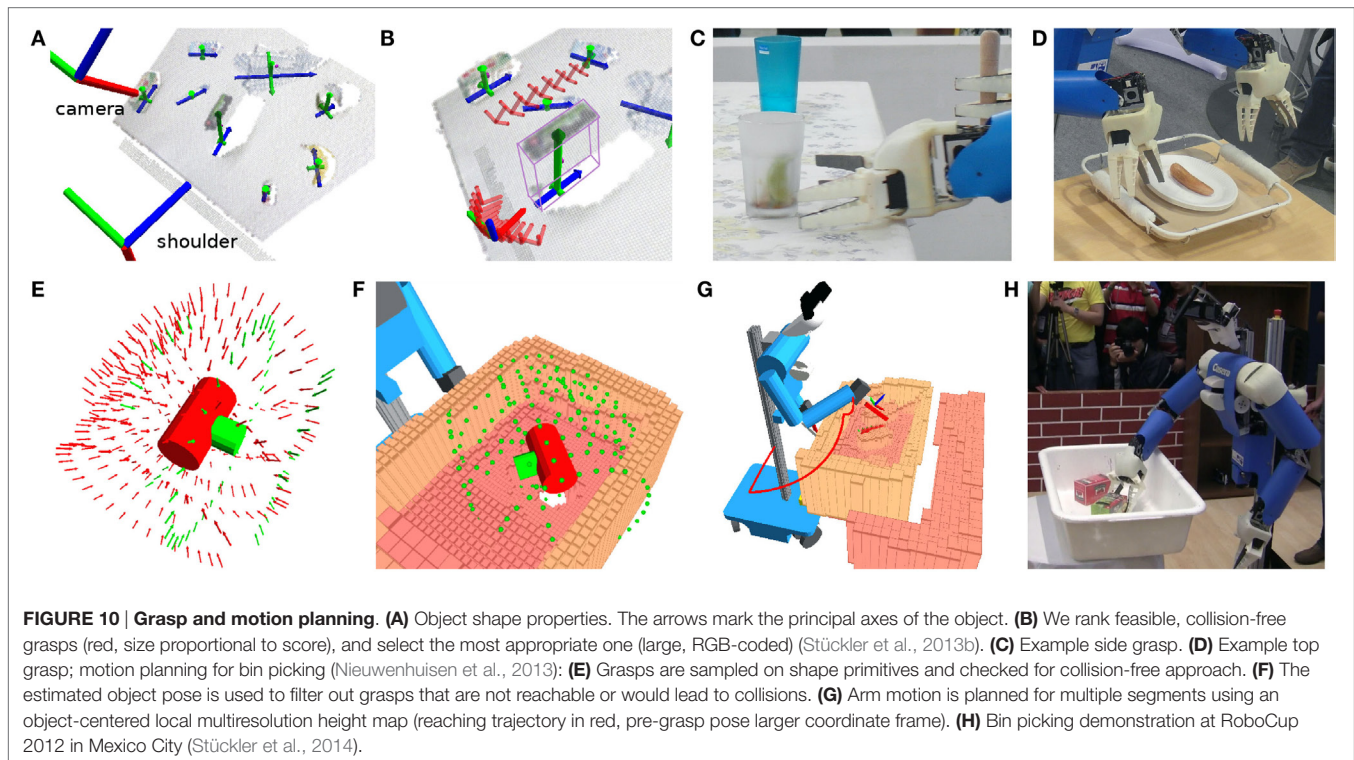 A
B
C
D
camera
shoulder
E
F
G
H
FIGURE 10 | Grasp and motion planning. (A) Object shape properties. The arrows mark the principal axes of the object. (B) We rank feasible, collision-free
grasps (red, size proportional to score), and select the most appropriate one (large, RGB-coded) (Stückler et al., 2013b). (C) Example side grasp. (D) Example top
grasp; motion planning for bin picking (Nieuwenhuisen et al., 2013): (E) Grasps are sampled on shape primitives and checked for collision-free approach. (F) The
estimated object pose is used to filter out grasps that are not reachable or would lead to collisions. (G) Arm motion is planned for multiple segments using an
object-centered local multiresolution height map (reaching trajectory in red, pre-grasp pose larger coordinate frame). (H) Bin picking demonstration at RoboCup
2012 in Mexico City (Stückler et al., 2014).